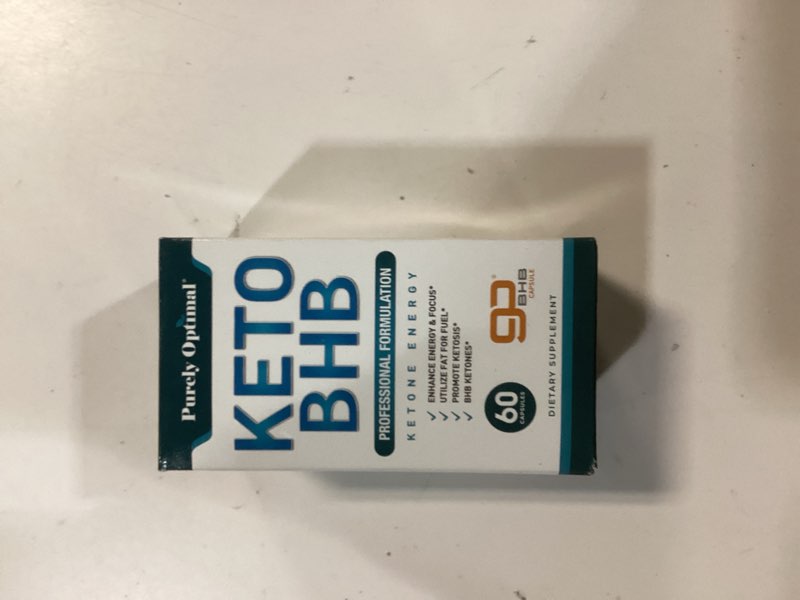 Purely Optimal®
KETO
BHB
PROFESSIONAL FORMULATION
KETONE ENERGY
✓ ENHANCE ENERGY & FOCUS*
✓ UTILIZE FAT FOR FUEL*
✓ PROMOTE KETOSIS*
✓ BHB KETONES*
60
CAPSULES
go®
BHB
CAPSULE
DIETARY SUPPLEMENT